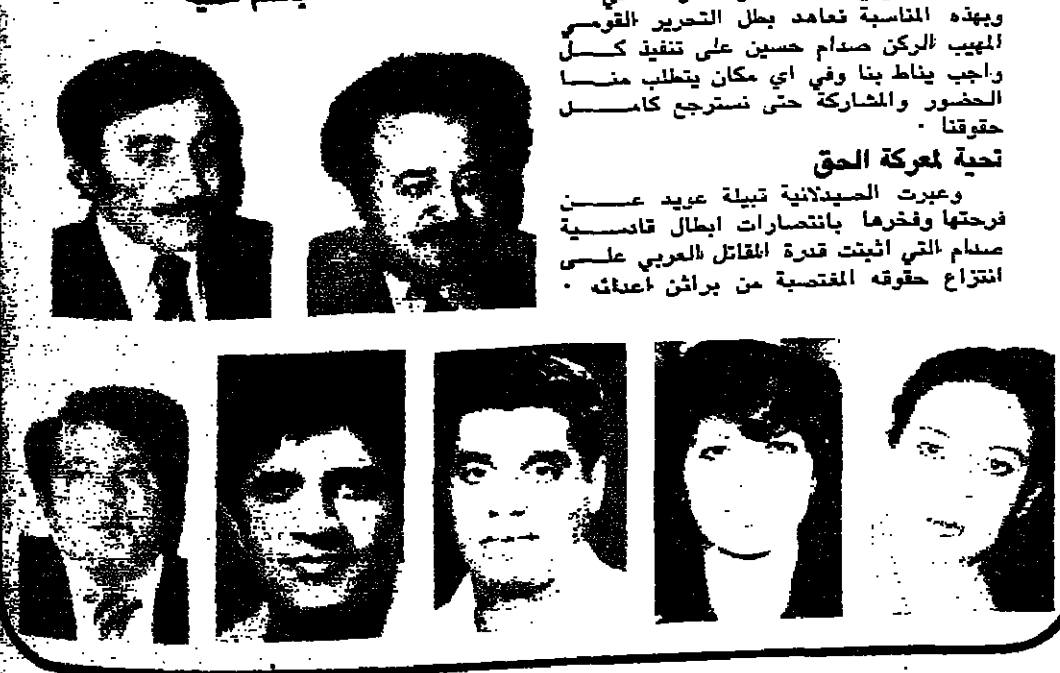 وبهذه المناسبة نعاهد بطل التحرير القومي
المهيب الركن صدام حسين على تنفيذ كل
واجب يناط بنا وفي اي مكان يتطلب منا
الحضور والمشاركة حتى نسترجع كامل
حقوقنا ·
تحية لمعركة الحق
وعبرت الصيدلانية نبيلة عويد عن
فرحتها وفخرها بانتصارات ابطال قادسية
صدام التي اثبتت قدرة المقاتل العربي على
انتزاع حقوقه المغتصبة من براثن اعدائه ·